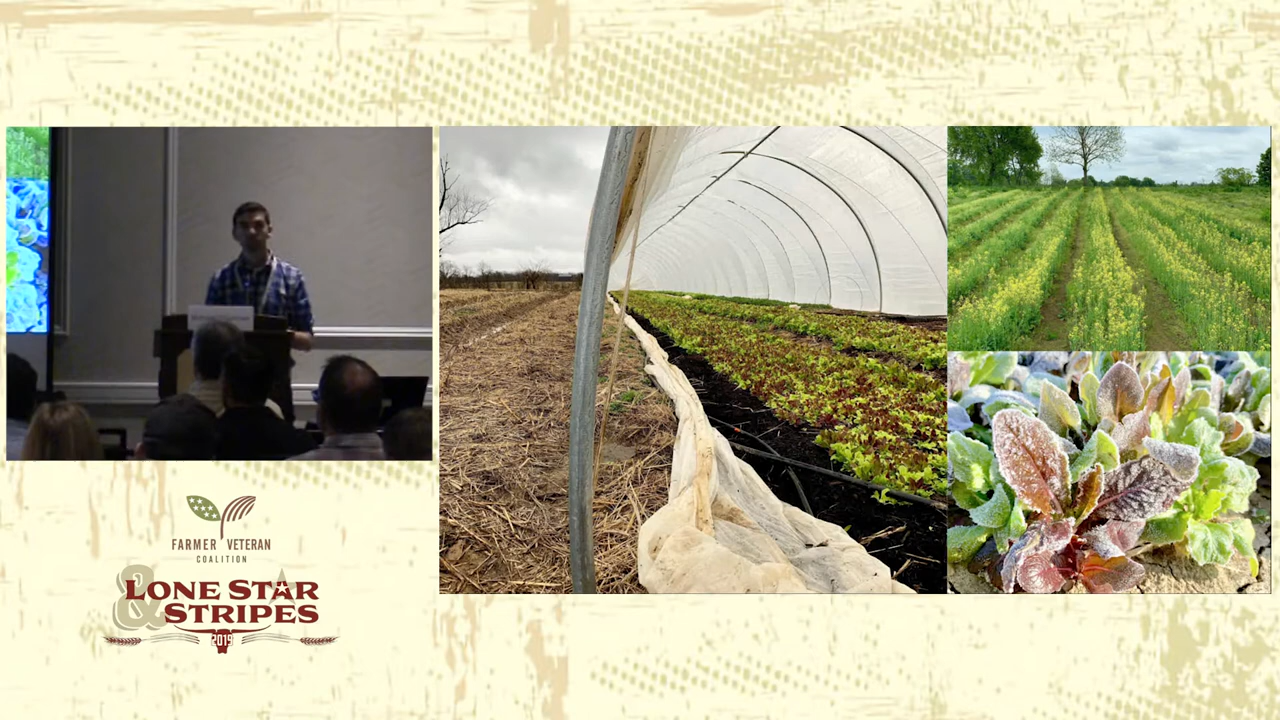 FARMER VETERAN
COALITION
LONE STAR
& STRIPES
2019